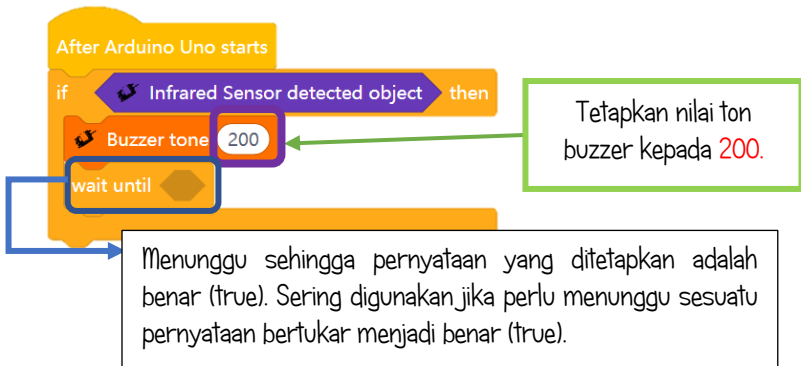 After Arduino Uno starts
if Infrared Sensor detected object then
Buzzer tone 200
wait until
Tetapkan nilai ton
buzzer kepada 200.
Menunggu sehingga pernyataan yang ditetapkan adalah
benar (true). Sering digunakan jika perlu menunggu sesuatu
pernyataan bertukar menjadi benar (true).